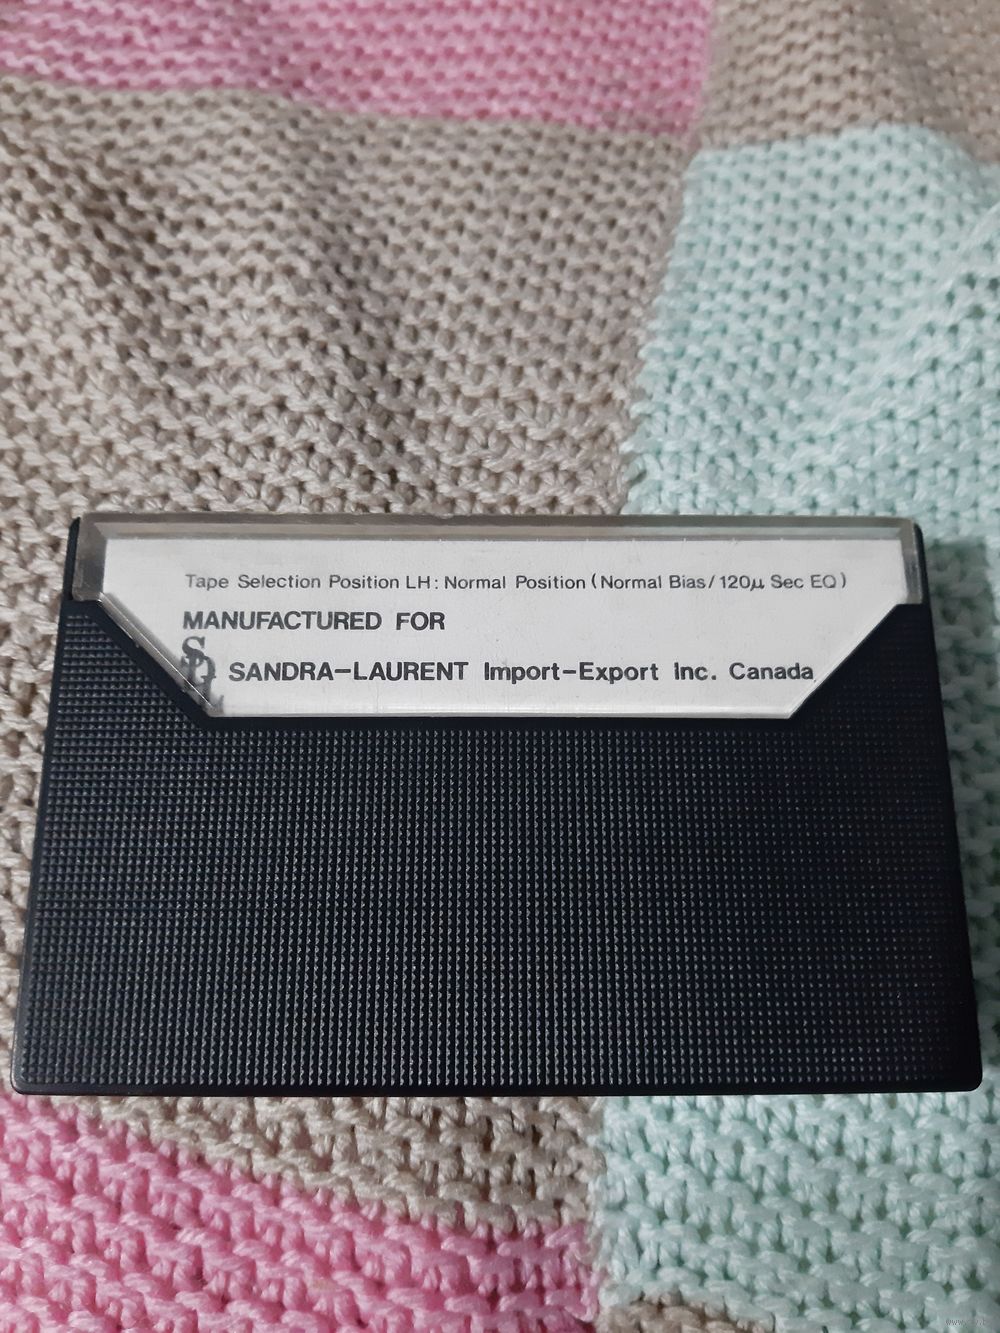 Tape Selection Position LH: Normal Position (Normal Bias/120μ Sec EQ)
MANUFACTURED FOR
SANDRA-LAURENT Import-Export Inc. Canada